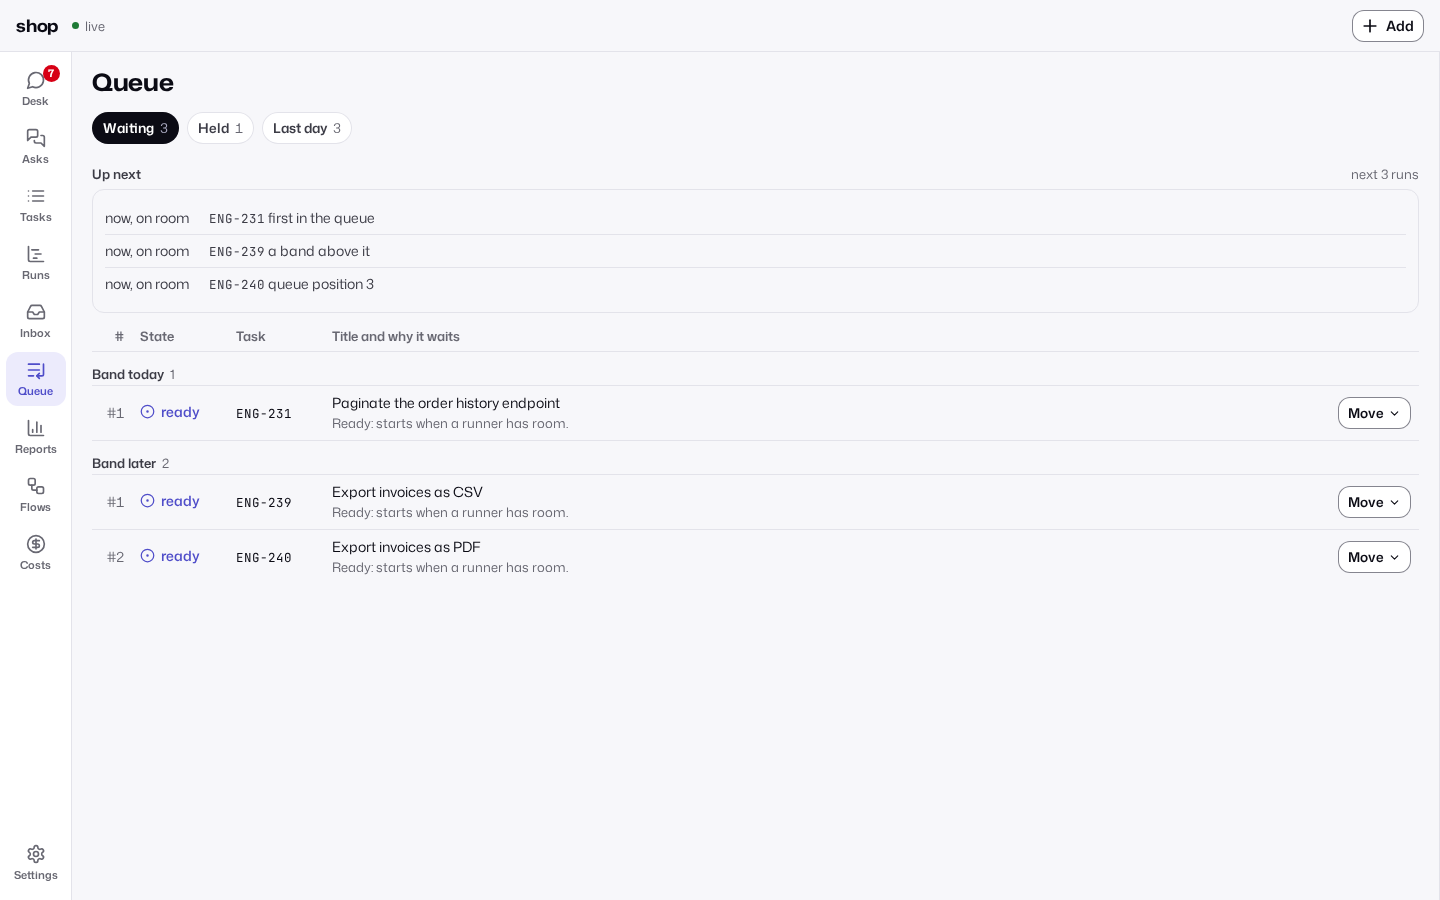 shop live
Add
7
Desk
Asks
Tasks
Runs
Inbox
Queue
Reports
Flows
Costs
Settings
Queue
Waiting 3
Held 1
Last day 3
Up next
next 3 runs
now, on room ENG-231 first in the queue
now, on room ENG-239 a band above it
now, on room ENG-240 queue position 3
# State Task Title and why it waits
Band today 1
#1 ready ENG-231 Paginate the order history endpoint
Ready: starts when a runner has room.
Move
Band later 2
#1 ready ENG-239 Export invoices as CSV
Ready: starts when a runner has room.
Move
#2 ready ENG-240 Export invoices as PDF
Ready: starts when a runner has room.
Move